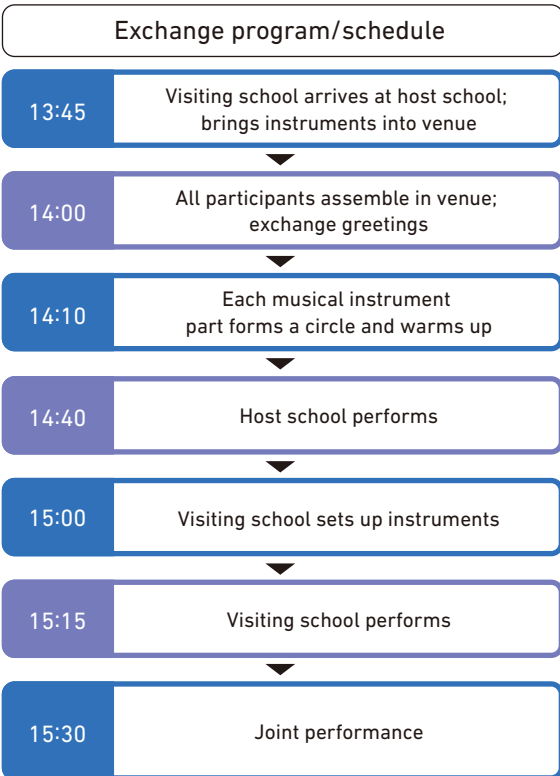 Exchange program/schedule
13:45
Visiting school arrives at host school;
brings instruments into venue
14:00
All participants assemble in venue;
exchange greetings
14:10
Each musical instrument
part forms a circle and warms up
14:40
Host school performs
15:00
Visiting school sets up instruments
15:15
Visiting school performs
15:30
Joint performance